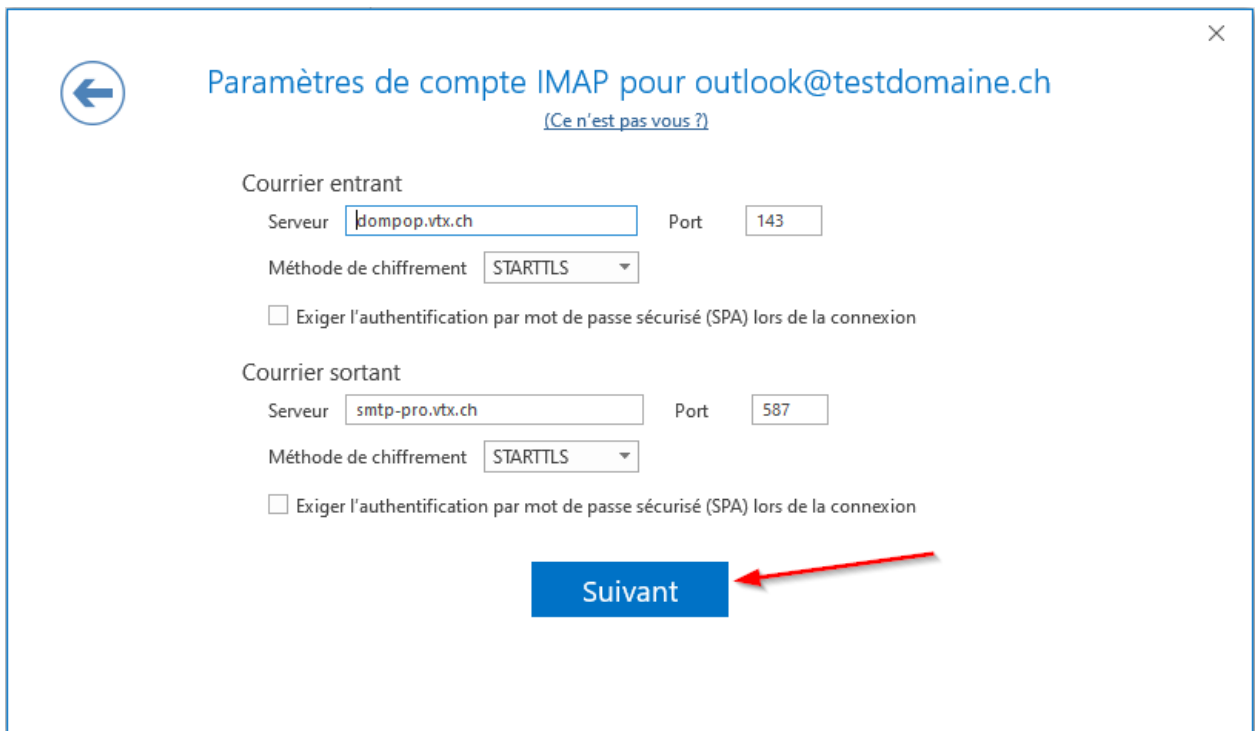 Paramètres de compte IMAP pour outlook@testdomaine.ch
(Ce n'est pas vous ?)
Courrier entrant
Serveur dompop.vtx.ch Port 143
Méthode de chiffrement STARTTLS
Exiger l'authentification par mot de passe sécurisé (SPA) lors de la connexion
Courrier sortant
Serveur smtp-pro.vtx.ch Port 587
Méthode de chiffrement STARTTLS
Exiger l'authentification par mot de passe sécurisé (SPA) lors de la connexion
Suivant